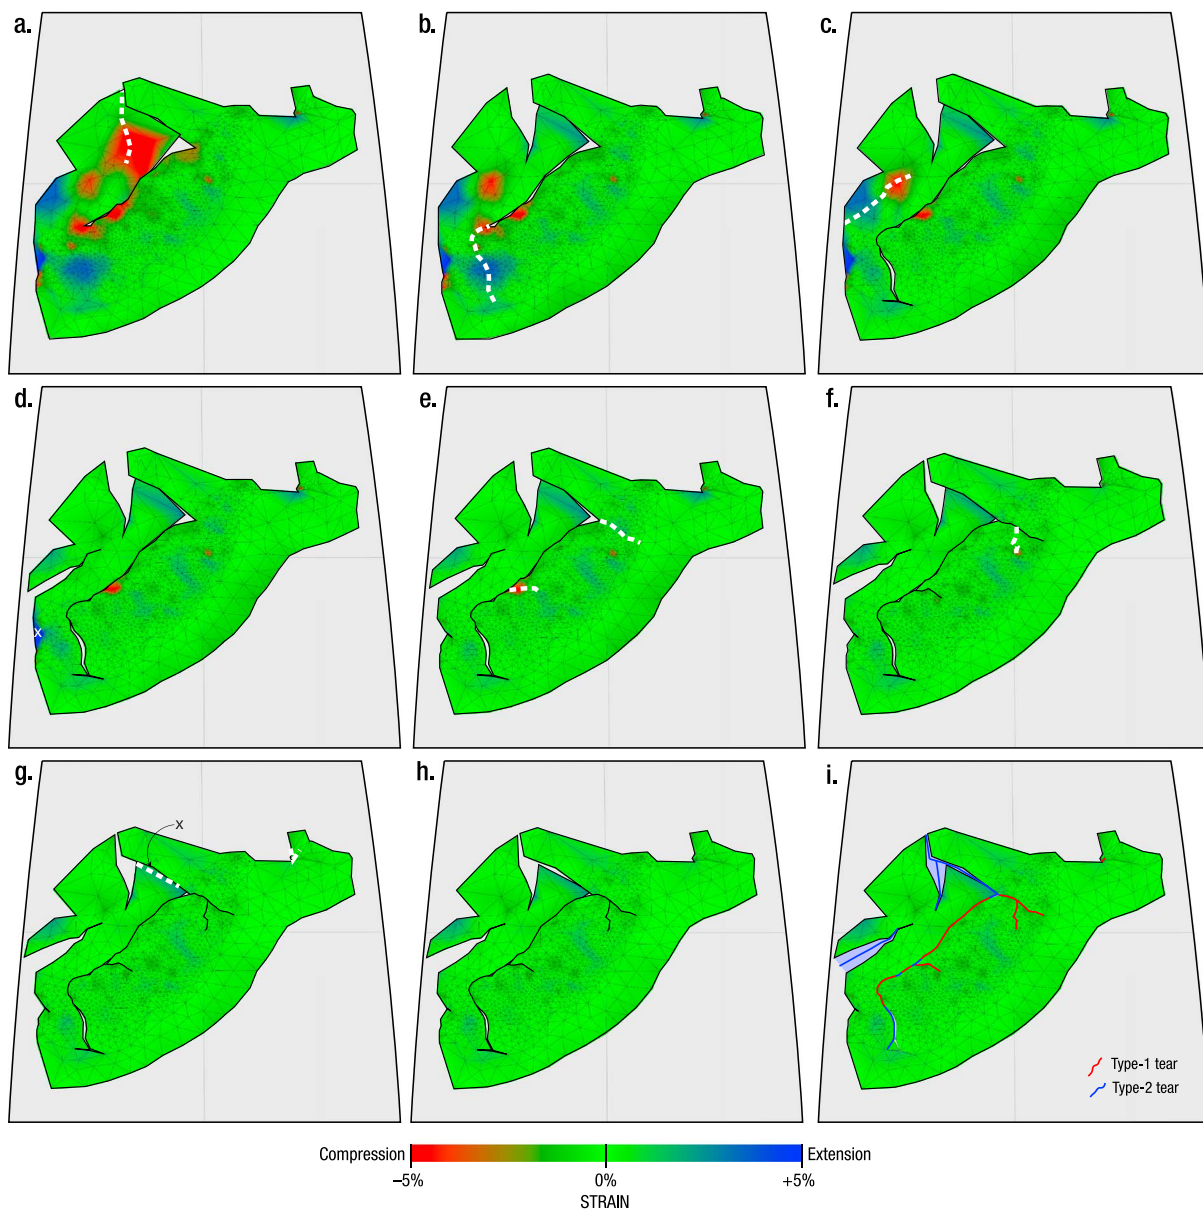 a.
b.
c.
d.
x
e.
f.
g.
x
h.
i.
Type-1 tear
Type-2 tear
Compression
Extension
–5%
0%
+5%
STRAIN